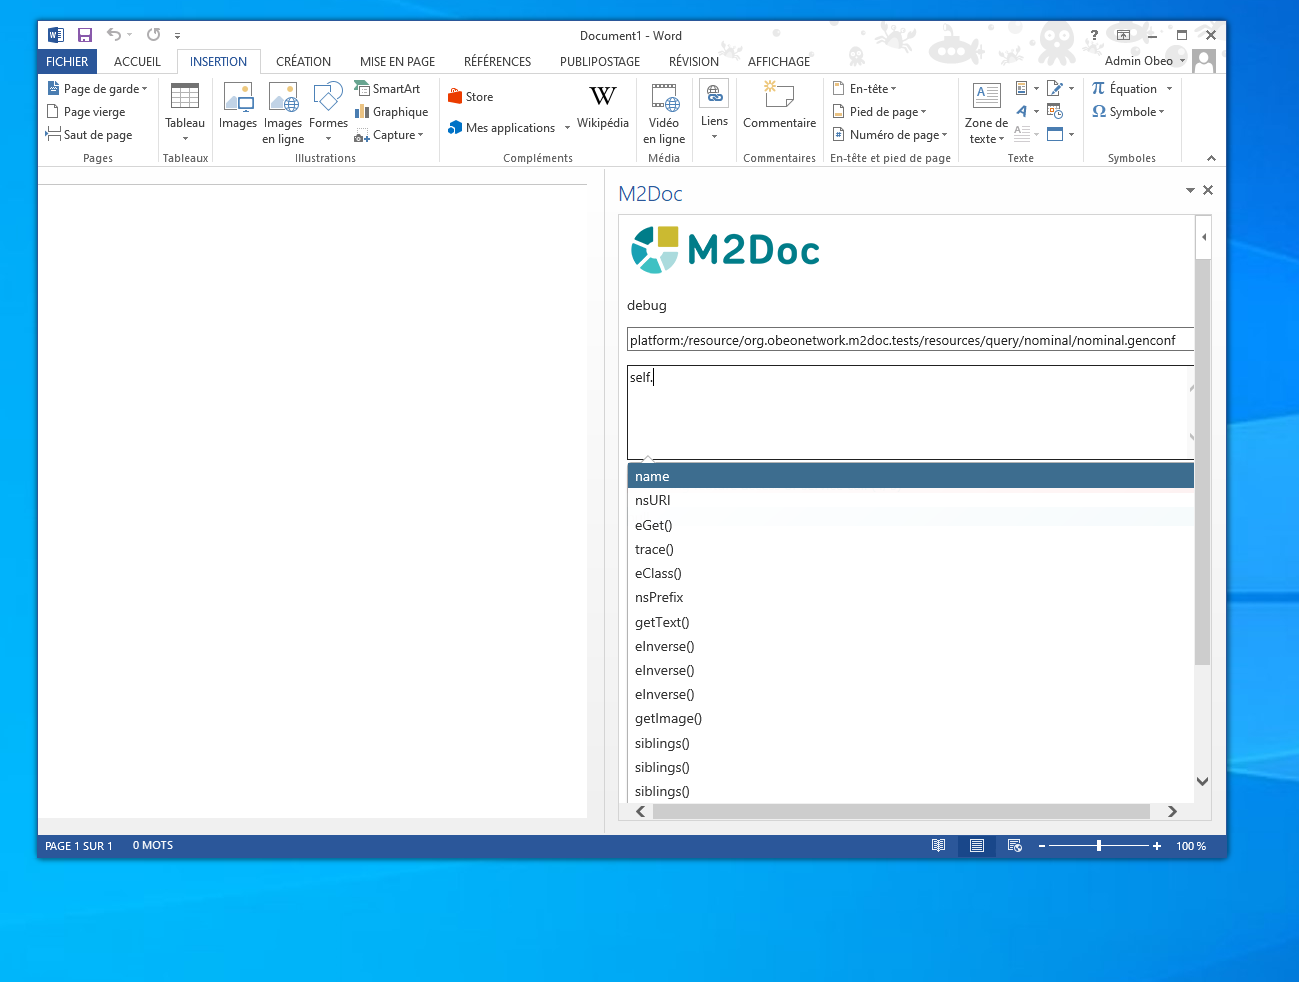 Document1 - Word
?
FICHIER ACCUEIL INSERTION CRÉATION MISE EN PAGE RÉFÉRENCES PUBLIPOSTAGE RÉVISION AFFICHAGE Admin Obeo
Page de garde
Page vierge
Saut de page
Pages
Tableau
Tableaux
Images
Images
en ligne
Formes
SmartArt
Graphique
Capture
Illustrations
Store
Mes applications
Wikipédia
Compléments
Vidéo
en ligne
Média
Liens
Commentaire
Commentaires
En-tête
Pied de page
Numéro de page
En-tête et pied de page
Zone de
texte
Texte
Équation
Symbole
Symboles
M2Doc
M2Doc
debug
platform:/resource/org.obeonetwork.m2doc.tests/resources/query/nominal/nominal.genconf
self.
name
nsURI
eGet()
trace()
eClass()
nsPrefix
getText()
eInverse()
eInverse()
eInverse()
getImage()
siblings()
siblings()
siblings()
PAGE 1 SUR 1 0 MOTS 100 %